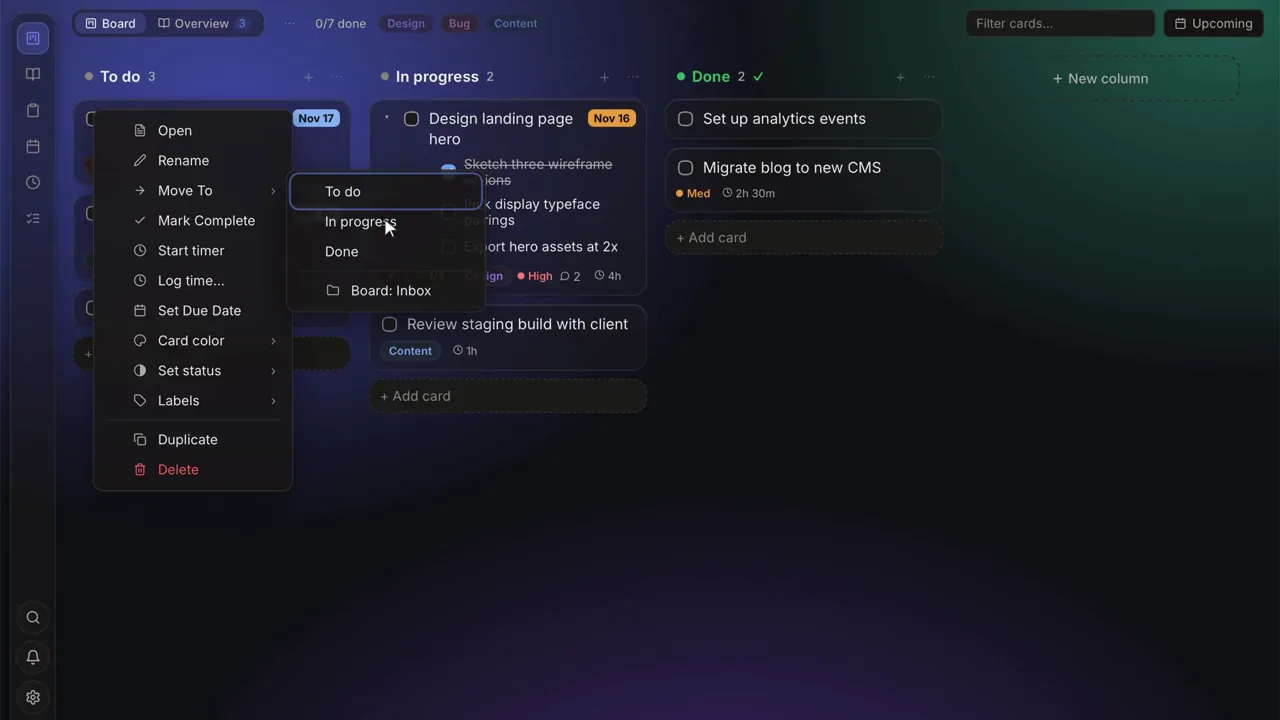 Board
Overview 3
0/7 done
Design
Bug
Content
Filter cards...
Upcoming
To do 3
In progress 2
Done 2
+ New column
Nov 17
Open
Rename
Move To
Mark Complete
Start timer
Log time...
Set Due Date
Card color
Set status
Labels
Duplicate
Delete
To do
In progress
Done
Board: Inbox
Design landing page
hero
Nov 16
Sketch three wireframe
display typeface
Export hero assets at 2x
High
2
4h
Review staging build with client
Content
1h
+ Add card
Set up analytics events
Migrate blog to new CMS
Med
2h 30m
+ Add card